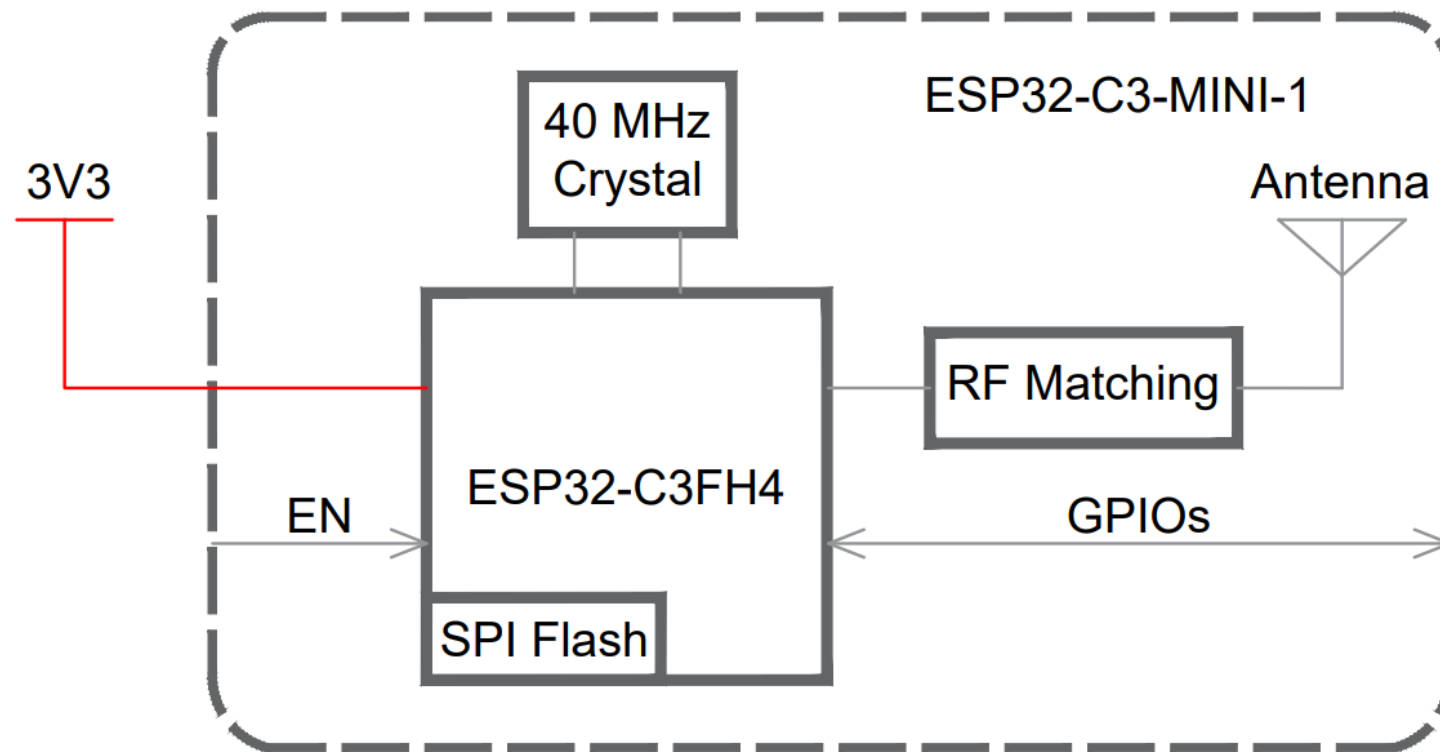 ESP32-C3-MINI-1
40 MHz
Crystal
3V3
Antenna
RF Matching
ESP32-C3FH4
EN
GPIOs
SPI Flash